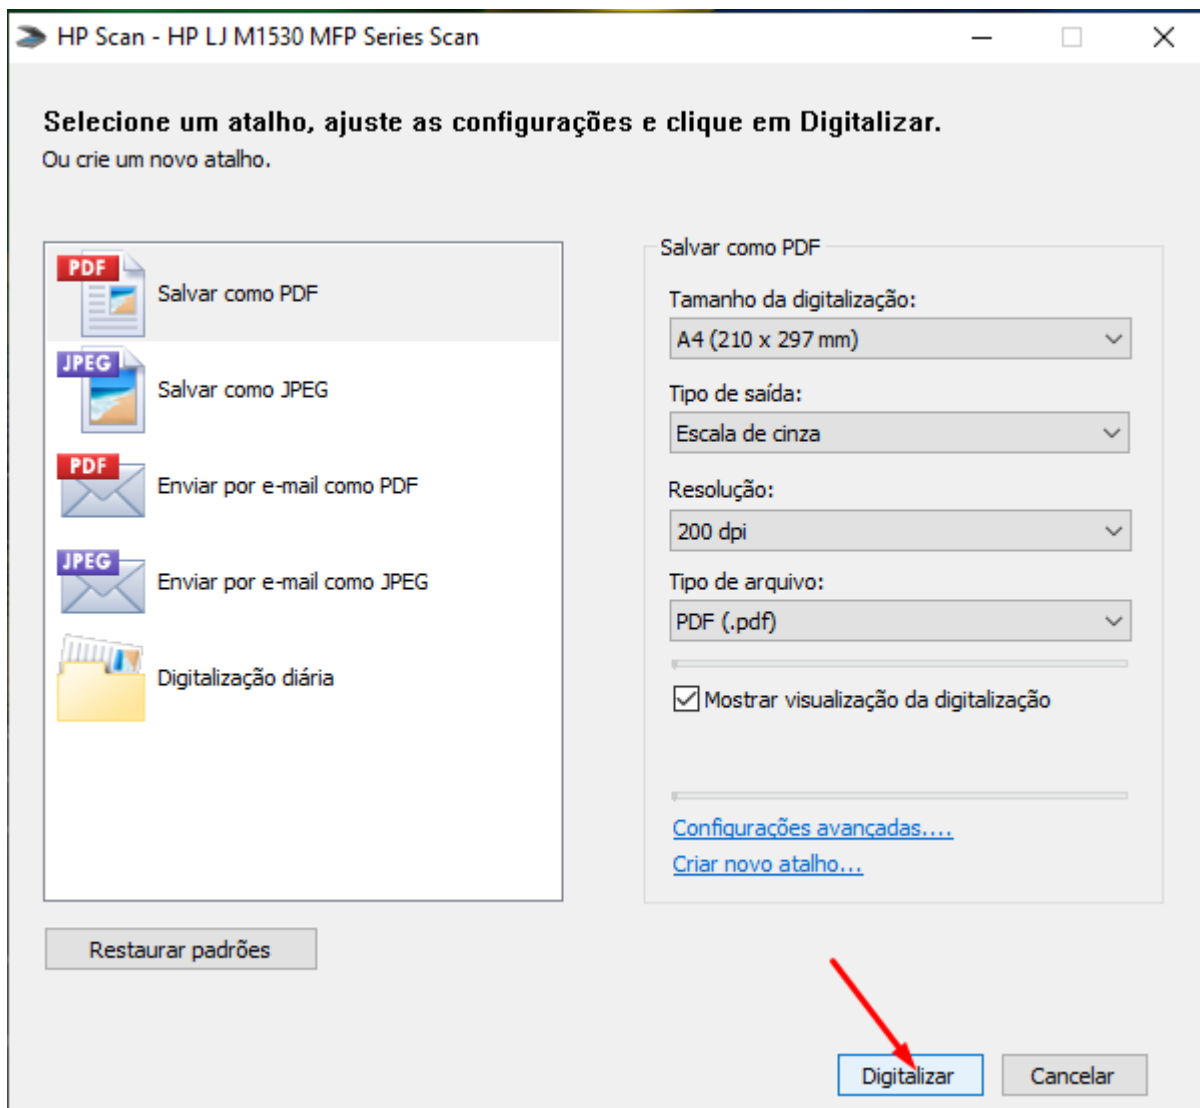 HP Scan - HP LJ M1530 MFP Series Scan
Selecione um atalho, ajuste as configurações e clique em Digitalizar.
Ou crie um novo atalho.
PDF
Salvar como PDF
JPEG
Salvar como JPEG
PDF
Enviar por e-mail como PDF
JPEG
Enviar por e-mail como JPEG
Digitalização diária
Restaurar padrões
Salvar como PDF
Tamanho da digitalização:
A4 (210 x 297 mm)
Tipo de saída:
Escala de cinza
Resolução:
200 dpi
Tipo de arquivo:
PDF (.pdf)
Mostrar visualização da digitalização
Configurações avançadas....
Criar novo atalho...
Digitalizar
Cancelar